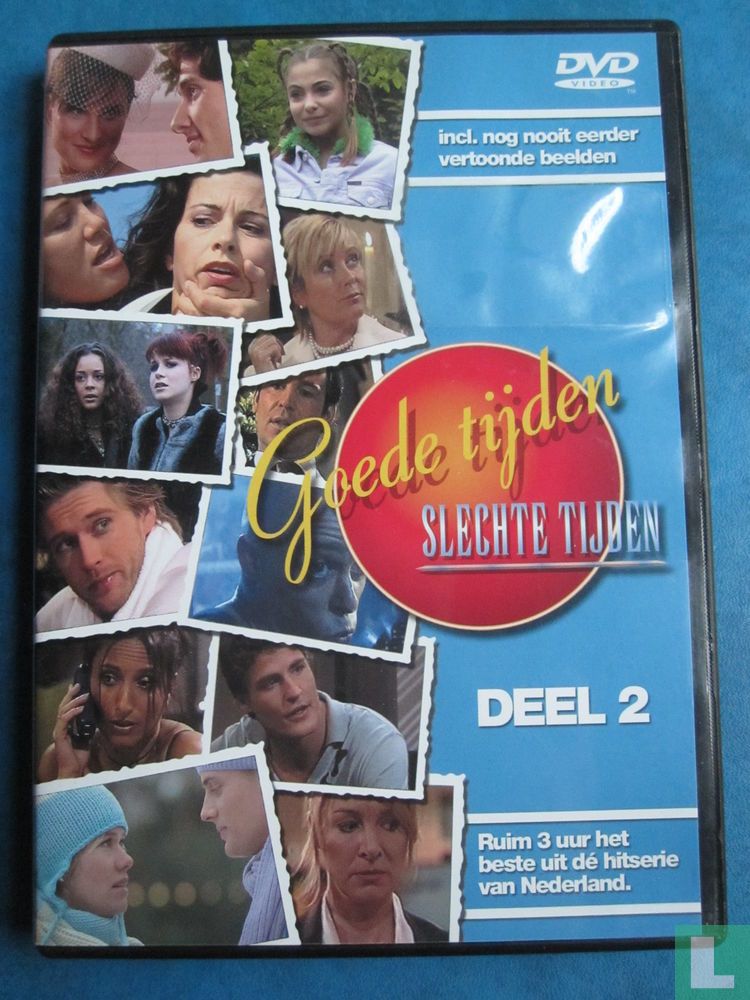 DVD
VIDEO
TM
incl. nog nooit eerder
vertoonde beelden
Goede tijden
SLECHTE TIJDEN
DEEL 2
Ruim 3 uur het
beste uit dé hitserie
van Nederland.
L